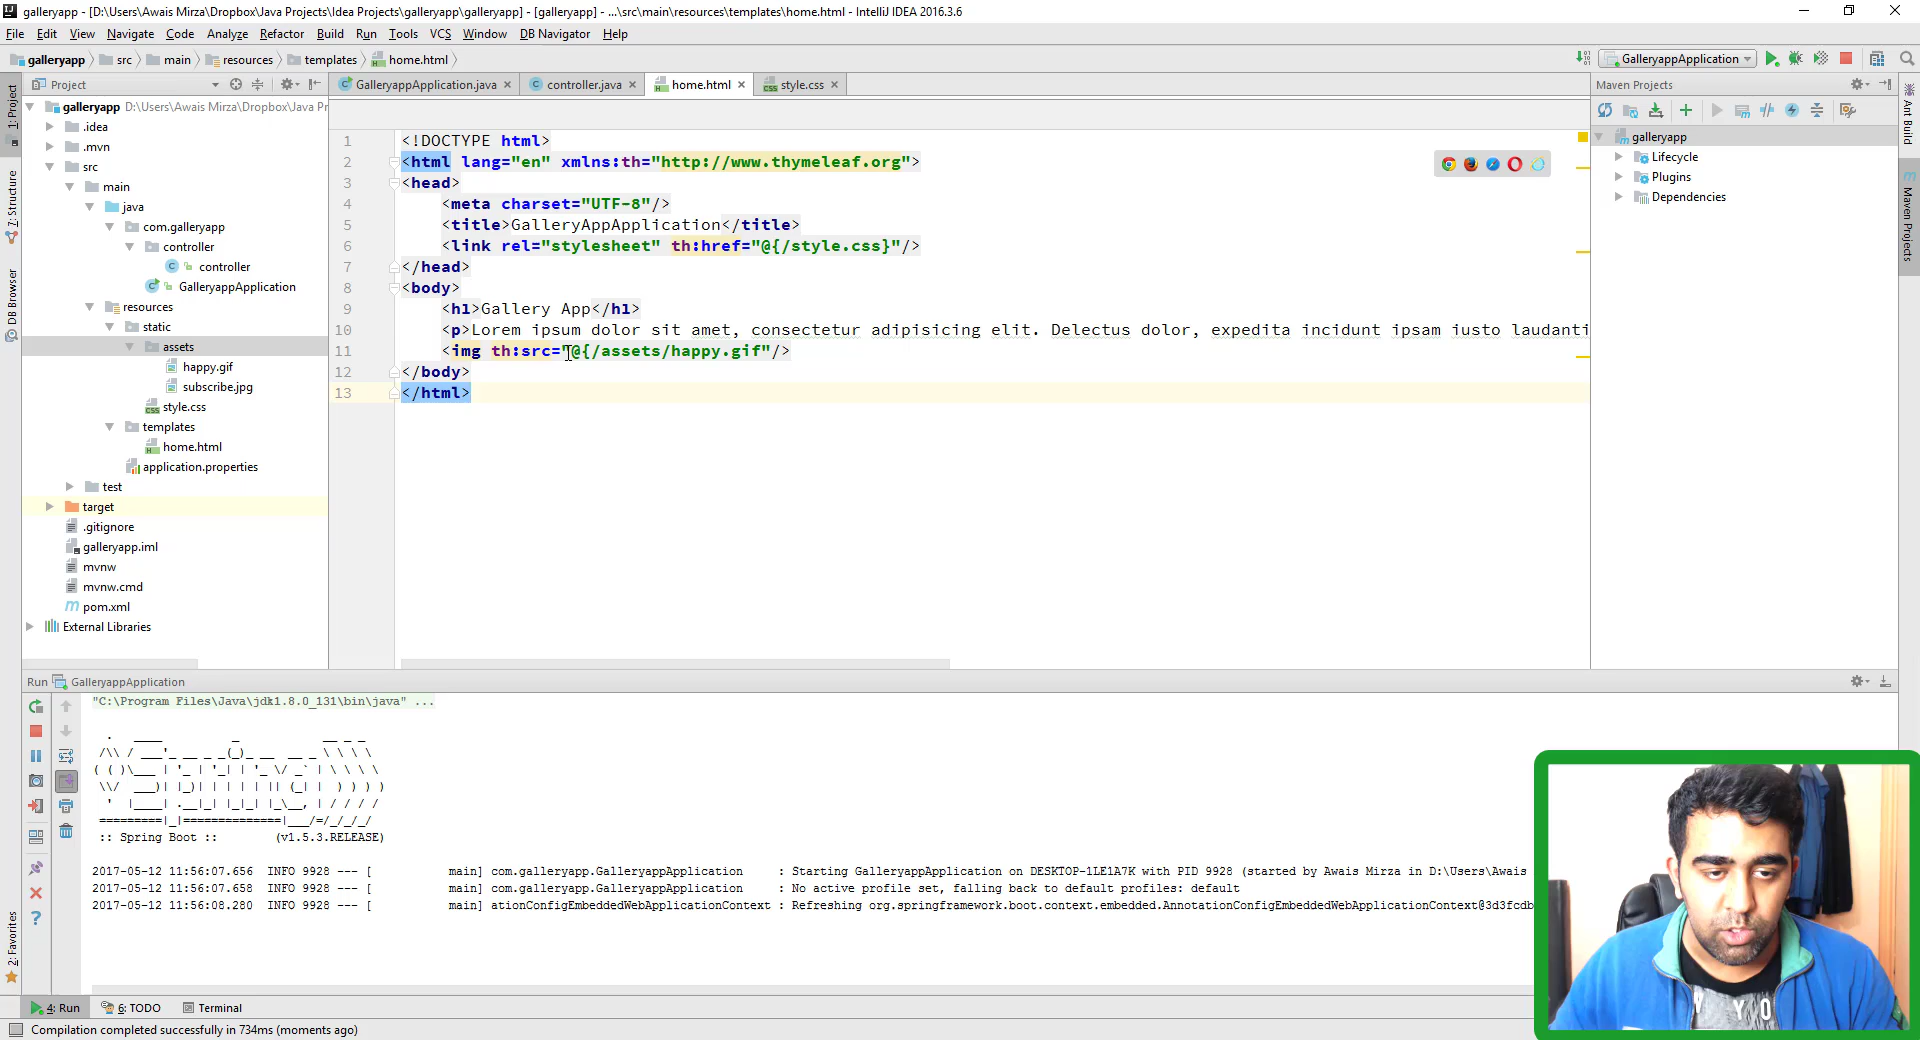 galleryapp - [D:\Users\Awais Mirza\Dropbox\Java Projects\Idea Projects\galleryapp\galleryapp] - [galleryapp] - ...\src\main\resources\templates\home.html - IntelliJ IDEA 2016.3.6
File Edit View Navigate Code Analyze Refactor Build Run Tools VCS Window DB Navigator Help
galleryapp src main resources templates home.html
GalleryappApplication
Project
GalleryappApplication.java controller.java home.html style.css
Maven Projects
1: Project
7: Structure
DB Browser
2: Favorites
galleryapp D:\Users\Awais Mirza\Dropbox\Java Pr
.idea
.mvn
src
main
java
com.galleryapp
controller
controller
GalleryappApplication
resources
static
assets
happy.gif
subscribe.jpg
style.css
templates
home.html
application.properties
test
target
.gitignore
galleryapp.iml
mvnw
mvnw.cmd
pom.xml
External Libraries
1 <!DOCTYPE html>
2 <html lang="en" xmlns:th="http://www.thymeleaf.org">
3 <head>
4 <meta charset="UTF-8"/>
5 <title>GalleryAppApplication</title>
6 <link rel="stylesheet" th:href="@{/style.css}"/>
7 </head>
8 <body>
9 <h1>Gallery App</h1>
10 <p>Lorem ipsum dolor sit amet, consectetur adipisicing elit. Delectus dolor, expedita incidunt ipsam iusto laudanti
11 <img th:src="@{/assets/happy.gif"/>
12 </body>
13 </html>
galleryapp
Lifecycle
Plugins
Dependencies
Ant Build
Maven Projects
Run GalleryappApplication
"C:\Program Files\Java\jdk1.8.0_131\bin\java" ...
:: Spring Boot :: (v1.5.3.RELEASE)
2017-05-12 11:56:07.656 INFO 9928 --- [ main] com.galleryapp.GalleryappApplication : Starting GalleryappApplication on DESKTOP-1LE1A7K with PID 9928 (started by Awais Mirza in D:\Users\Awais
2017-05-12 11:56:07.658 INFO 9928 --- [ main] com.galleryapp.GalleryappApplication : No active profile set, falling back to default profiles: default
2017-05-12 11:56:08.280 INFO 9928 --- [ main] ationConfigEmbeddedWebApplicationContext : Refreshing org.springframework.boot.context.embedded.AnnotationConfigEmbeddedWebApplicationContext@3d3fcdb
4: Run 6: TODO Terminal
Compilation completed successfully in 734ms (moments ago)